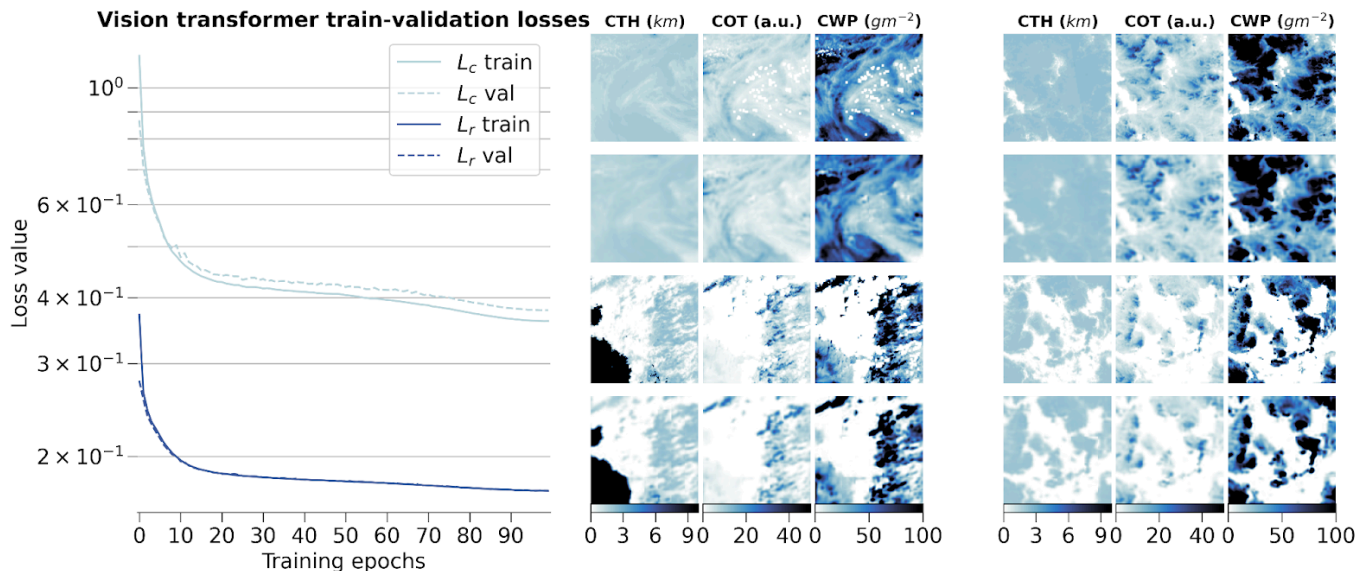 Vision transformer train-validation losses
L_c train
L_c val
L_r train
L_r val
10^0
6 × 10^-1
4 × 10^-1
3 × 10^-1
2 × 10^-1
Loss value
0 10 20 30 40 50 60 70 80 90
Training epochs
CTH (km) COT (a.u.) CWP (gm^-2)
0 3 6 9 0 20 40 0 50 100
CTH (km) COT (a.u.) CWP (gm^-2)
0 3 6 9 0 20 40 0 50 100